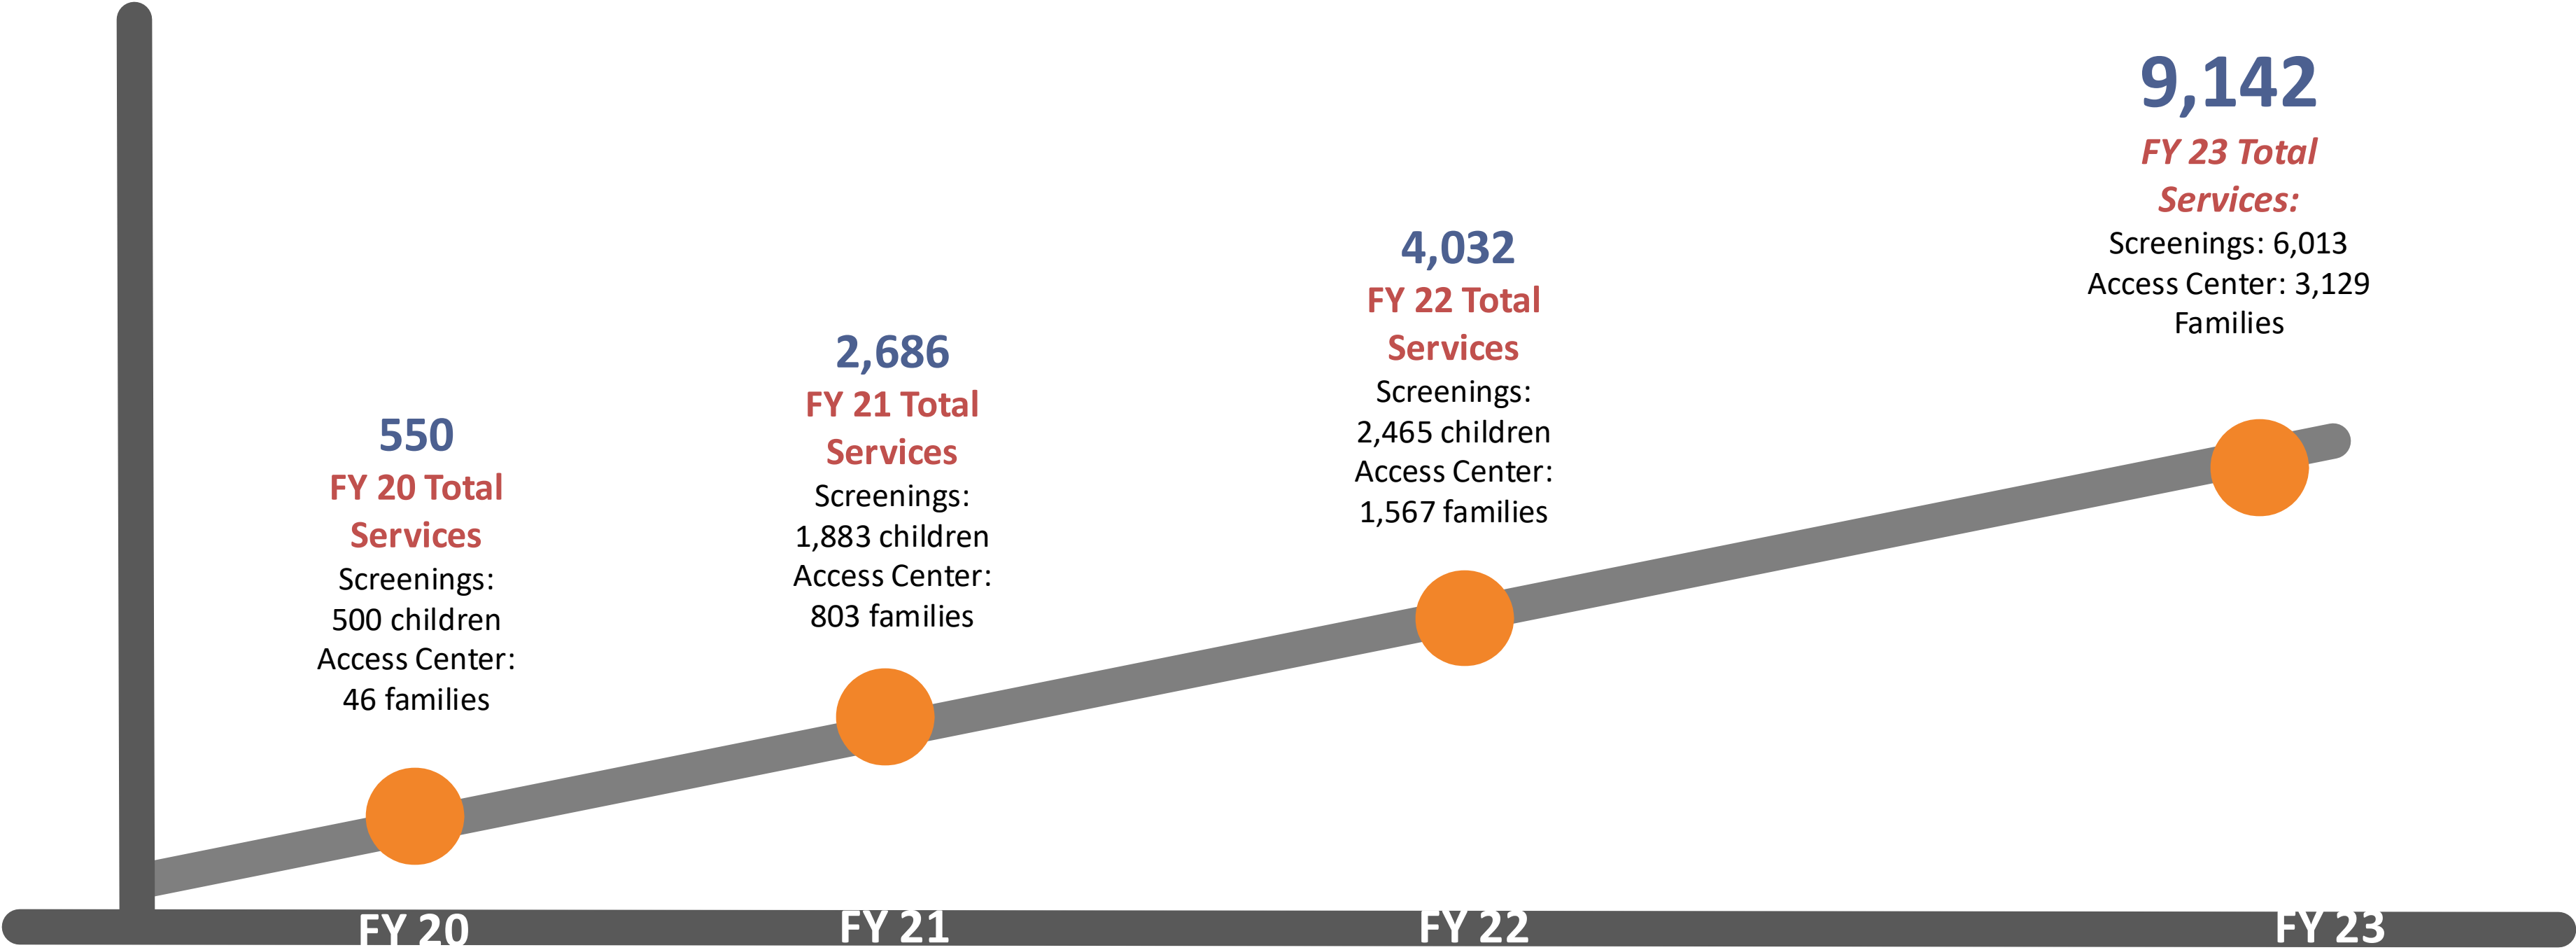 550
FY 20 Total
Services
Screenings:
500 children
Access Center:
46 families
2,686
FY 21 Total
Services
Screenings:
1,883 children
Access Center:
803 families
4,032
FY 22 Total
Services
Screenings:
2,465 children
Access Center:
1,567 families
9,142
FY 23 Total
Services:
Screenings: 6,013
Access Center: 3,129
Families
FY 20
FY 21
FY 22
FY 23